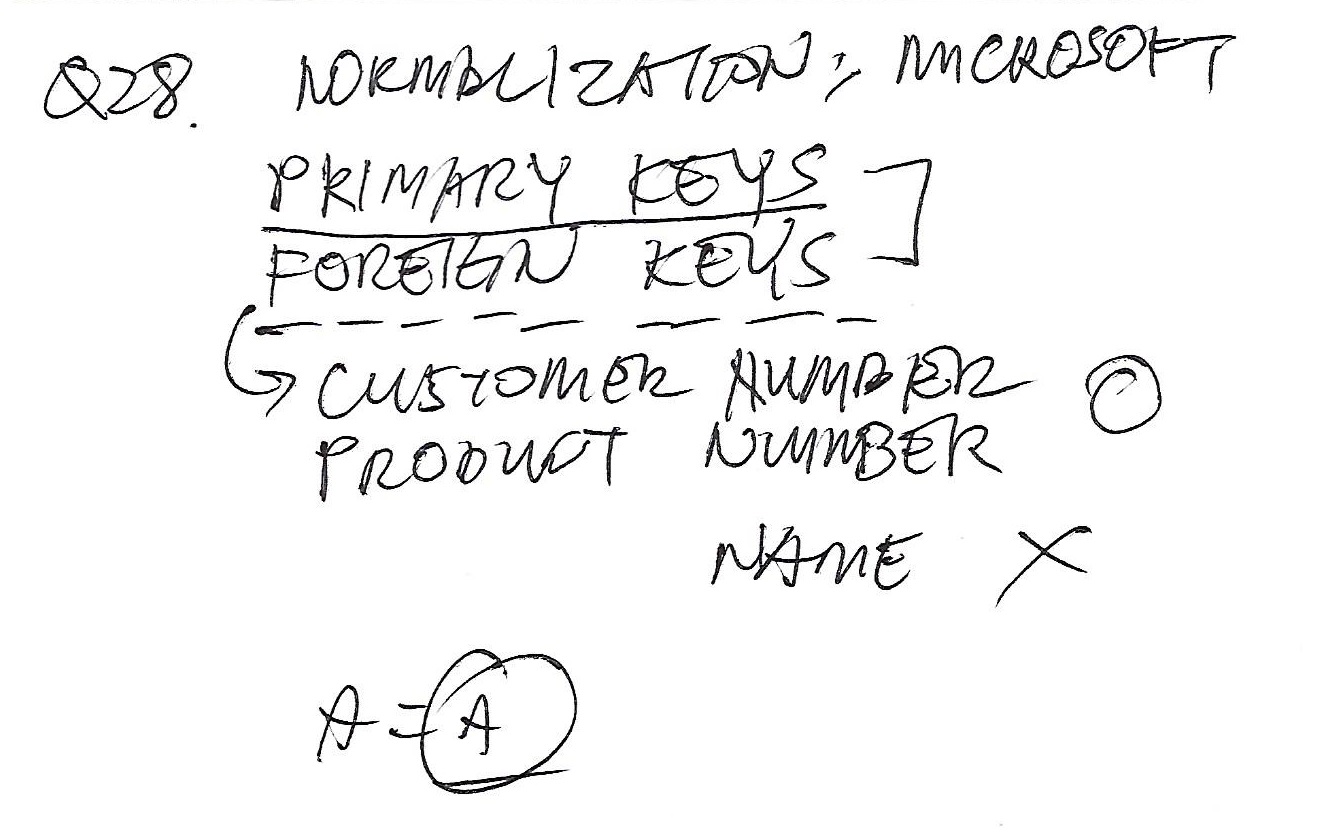 Q28. NORMALIZATION; MICROSOFT
PRIMARY KEYS
FOREIGN KEYS
CUSTOMER NUMBER
PRODUCT NUMBER
NAME X
A = A